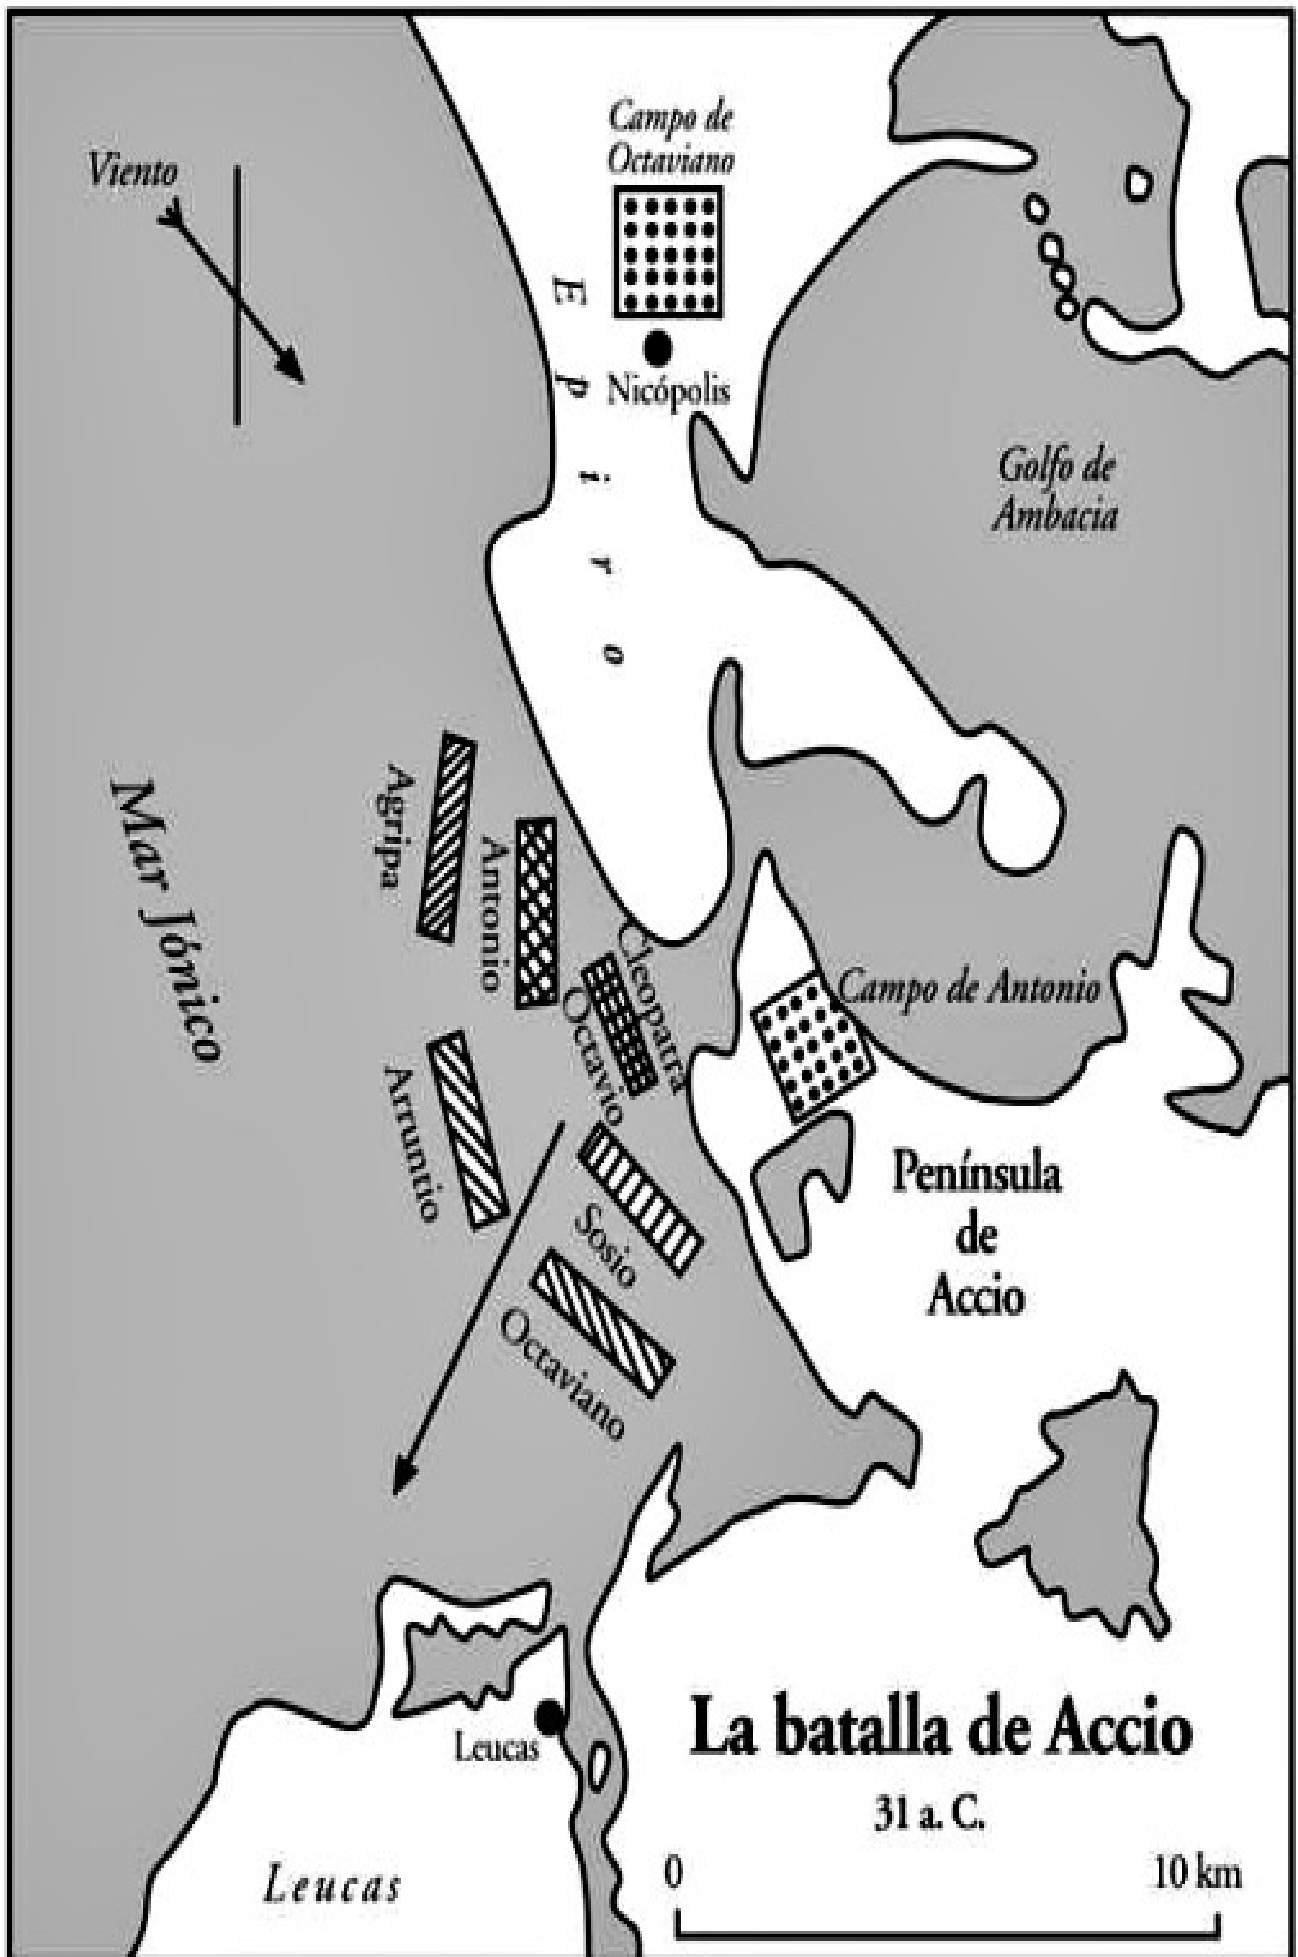 Campo de
Octaviano
Viento
Epiro
Nicópolis
Golfo de
Ambacia
Mar Jónico
Agripa
Antonio
Cleopatra
Octavio
Campo de Antonio
Arruntio
Sosio
Octaviano
Península
de
Accio
Leucas
Leucas
La batalla de Accio
31 a. C.
0 10 km